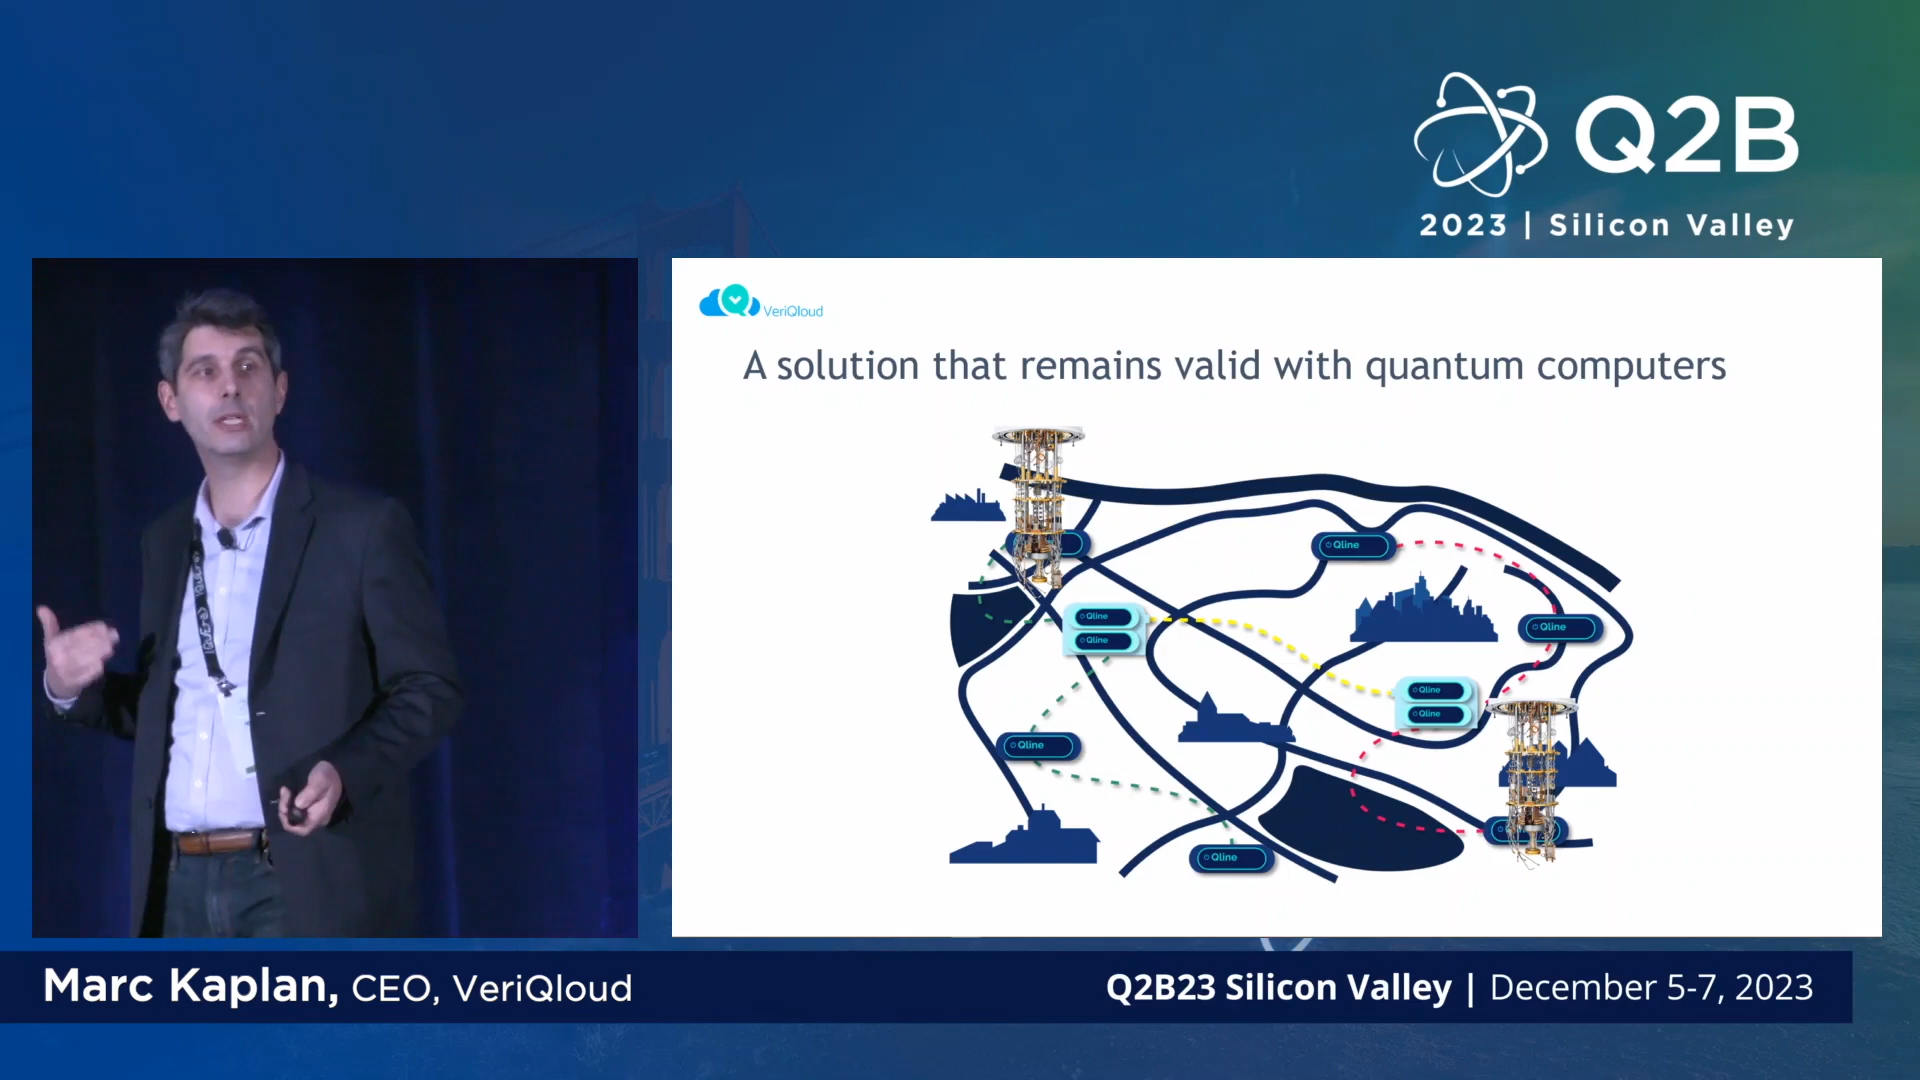 Q2B
2023 | Silicon Valley
VeriQloud
A solution that remains valid with quantum computers
Qline
Qline
Qline
Qline
Qline
Qline
Qline
Qline
Marc Kaplan, CEO, VeriQloud
Q2B23 Silicon Valley | December 5-7, 2023